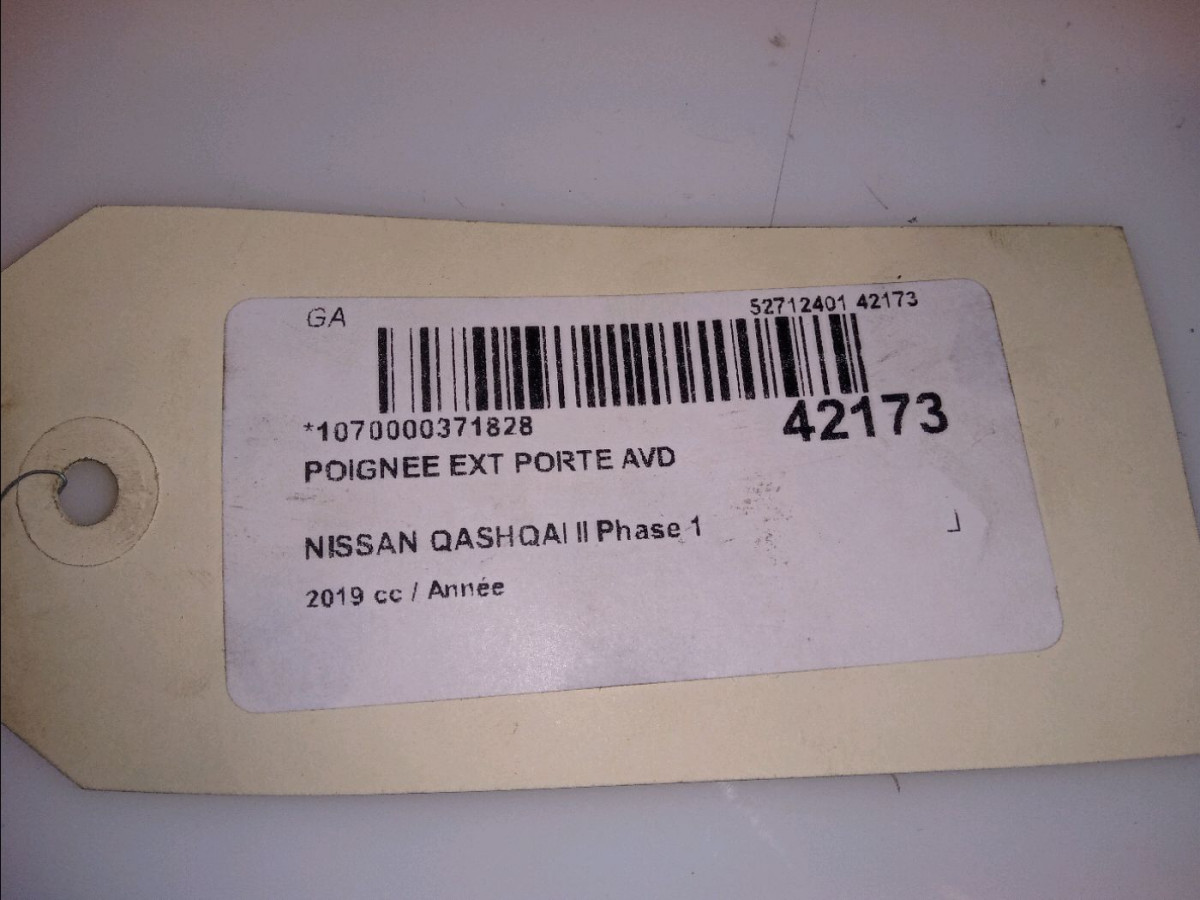 GA
52712401 42173
*1070000371828
42173
POIGNEE EXT PORTE AVD
NISSAN QASHQAI II Phase 1
2019 cc / Année